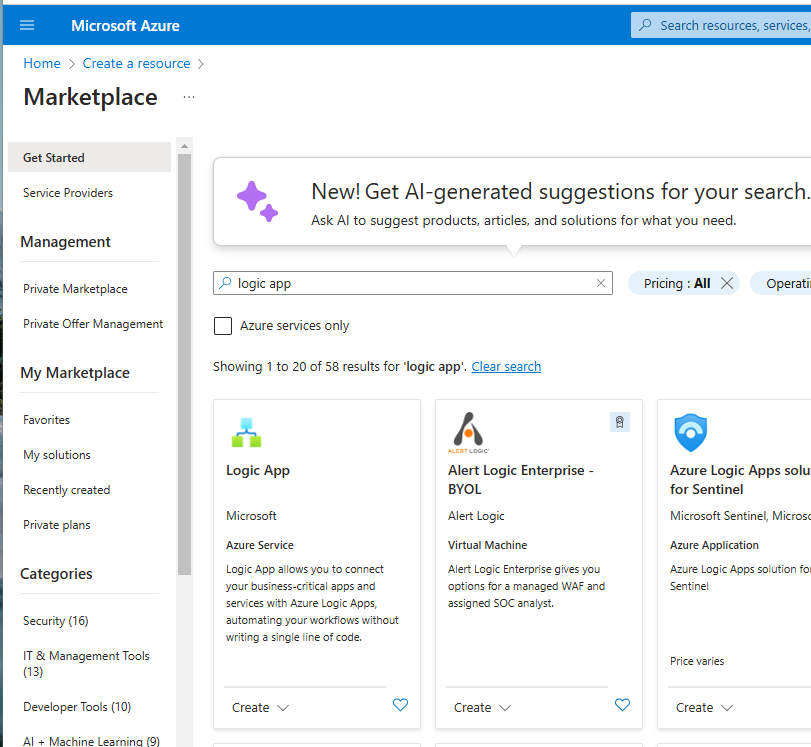 Microsoft Azure
Search resources, services,
Home > Create a resource >
Marketplace ...
Get Started
Service Providers
Management
Private Marketplace
Private Offer Management
My Marketplace
Favorites
My solutions
Recently created
Private plans
Categories
Security (16)
IT & Management Tools
(13)
Developer Tools (10)
AI + Machine Learning (9)
New! Get AI-generated suggestions for your search.
Ask AI to suggest products, articles, and solutions for what you need.
logic app
Pricing : All
Operati
Azure services only
Showing 1 to 20 of 58 results for 'logic app'. Clear search
Logic App
Microsoft
Azure Service
Logic App allows you to connect
your business-critical apps and
services with Azure Logic Apps,
automating your workflows without
writing a single line of code.
Create
ALERT LOGIC
Alert Logic Enterprise -
BYOL
Alert Logic
Virtual Machine
Alert Logic Enterprise gives you
options for a managed WAF and
assigned SOC analyst.
Create
Azure Logic Apps solu
for Sentinel
Microsoft Sentinel, Microso
Azure Application
Azure Logic Apps solution fo
Sentinel
Price varies
Create